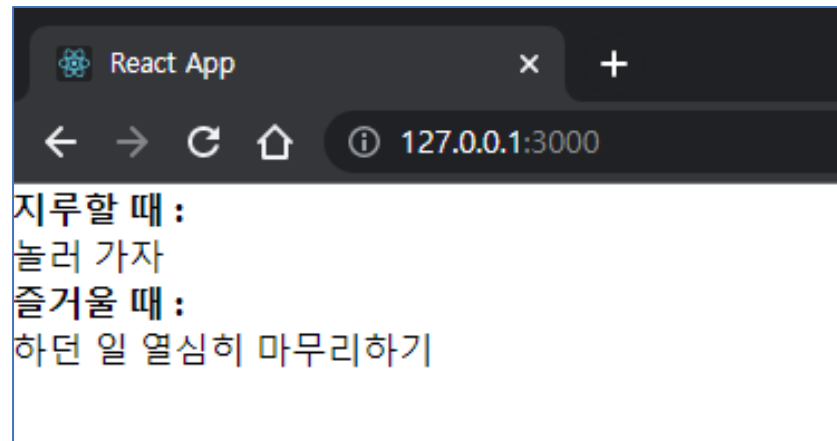 React App
127.0.0.1:3000
지루할 때 :
놀러 가자
즐거울 때 :
하던 일 열심히 마무리하기